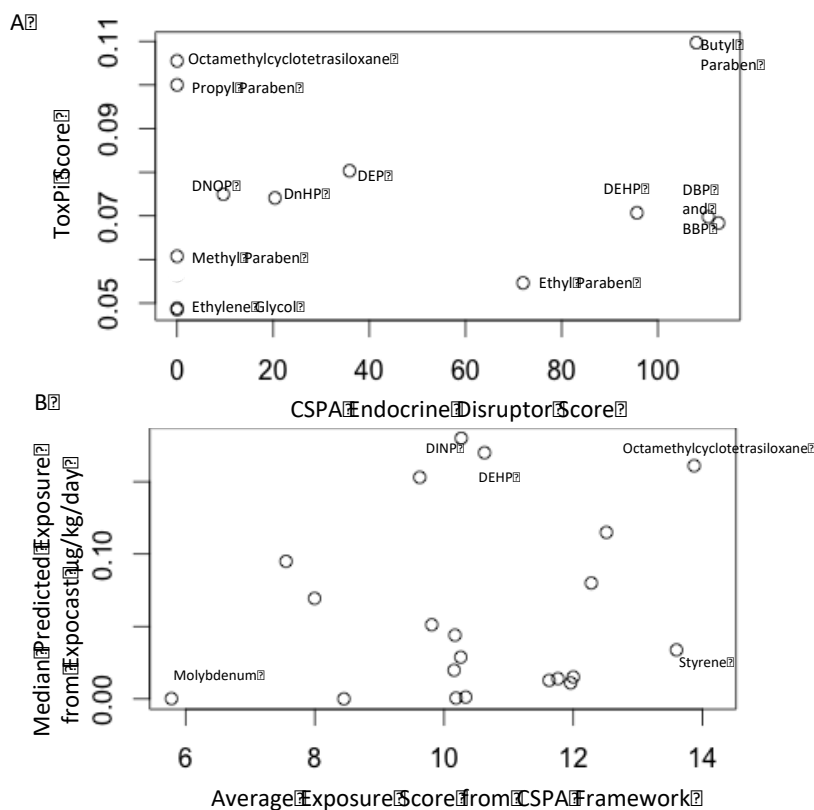 A
0.11
0.09
0.07
0.05
ToxPi Score
Octamethylcyclotetrasiloxane
Butyl
Paraben
Propyl Paraben
DNOP
DnHP
DEP
DEHP
DBP
and
BBP
Methyl Paraben
Ethyl Paraben
Ethylene Glycol
0 20 40 60 80 100
CSPA Endocrine Disruptor Score
B
Median Predicted Exposure
from Expocast µg/kg/day
0.10
0.00
DINP
DEHP
Octamethylcyclotetrasiloxane
Styrene
Molybdenum
6 8 10 12 14
Average Exposure Score from CSPA Framework